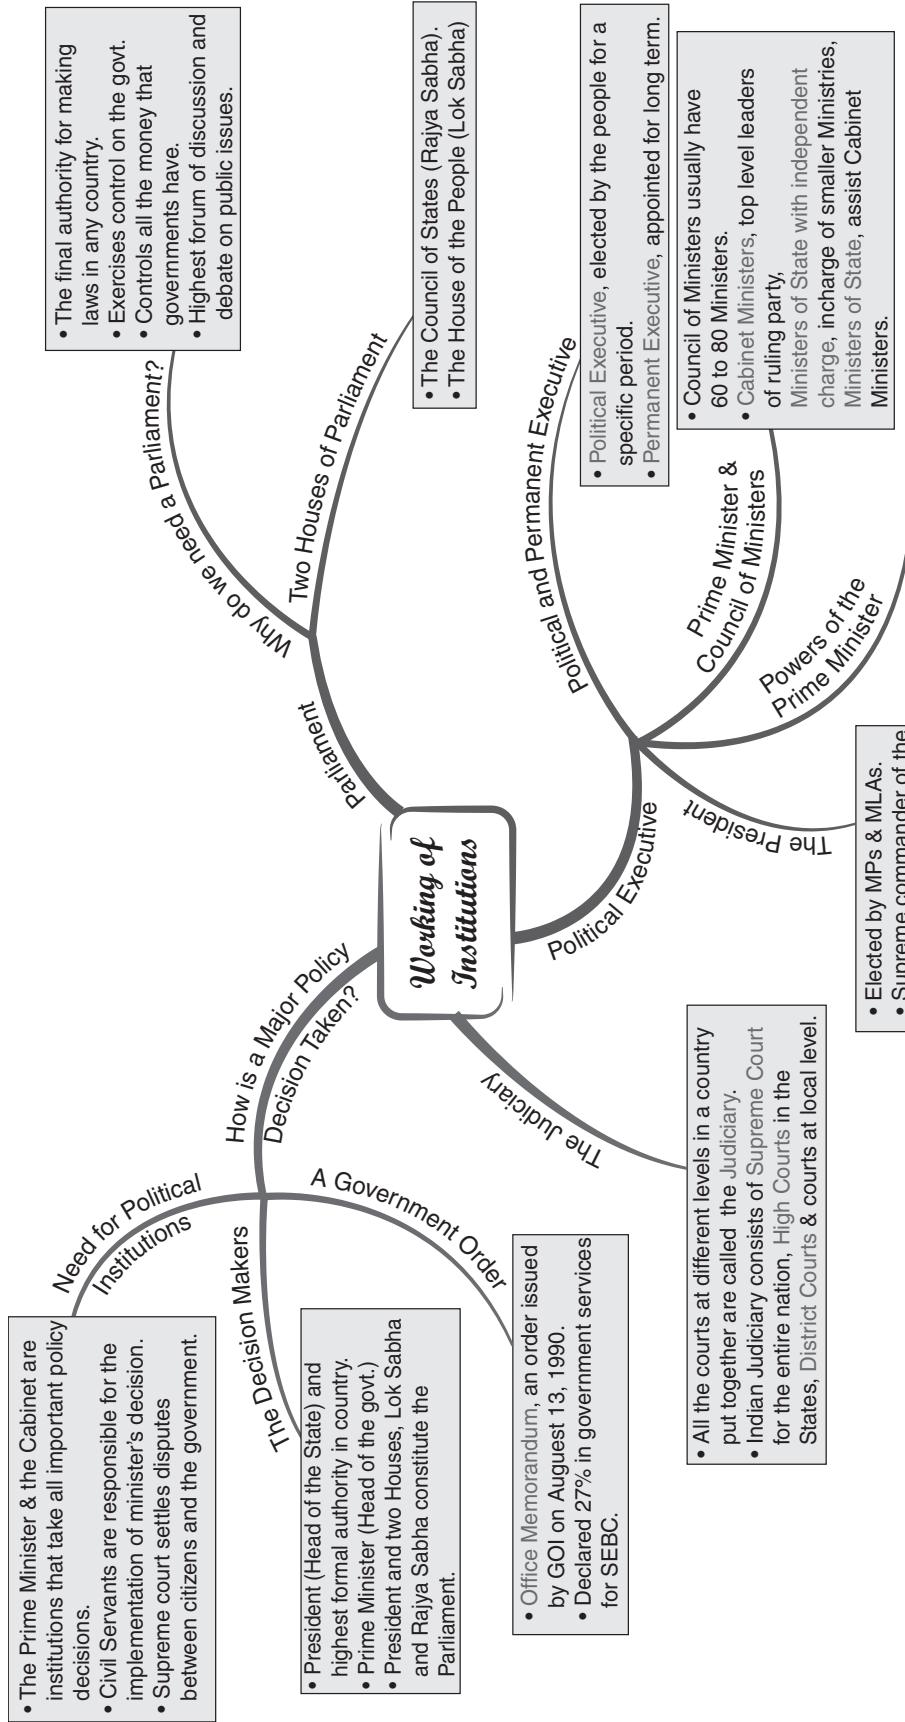 Working of
Institutions
How is a Major Policy
Decision Taken?
Need for Political
Institutions
• The Prime Minister & the Cabinet are
institutions that take all important policy
decisions.
• Civil Servants are responsible for the
implementation of minister's decision.
• Supreme court settles disputes
between citizens and the government.
The Decision Makers
• President (Head of the State) and
highest formal authority in country.
• Prime Minister (Head of the govt.)
• President and two Houses, Lok Sabha
and Rajya Sabha constitute the
Parliament.
A Government Order
• Office Memorandum, an order issued
by GOI on August 13, 1990.
• Declared 27% in government services
for SEBC.
Parliament
Why do we need a Parliament?
• The final authority for making
laws in any country.
• Exercises control on the govt.
• Controls all the money that
governments have.
• Highest forum of discussion and
debate on public issues.
Two Houses of Parliament
• The Council of States (Rajya Sabha).
• The House of the People (Lok Sabha)
Political Executive
Political and Permanent Executive
• Political Executive, elected by the people for a
specific period.
• Permanent Executive, appointed for long term.
Prime Minister &
Council of Ministers
• Council of Ministers usually have
60 to 80 Ministers.
• Cabinet Ministers, top level leaders
of ruling party,
Ministers of State with independent
charge, incharge of smaller Ministries,
Ministers of State, assist Cabinet
Ministers.
Powers of the
Prime Minister
The President
• Elected by MPs & MLAs.
• Supreme commander of the
The Judiciary
• All the courts at different levels in a country
put together are called the Judiciary.
• Indian Judiciary consists of Supreme Court
for the entire nation, High Courts in the
States, District Courts & courts at local level.